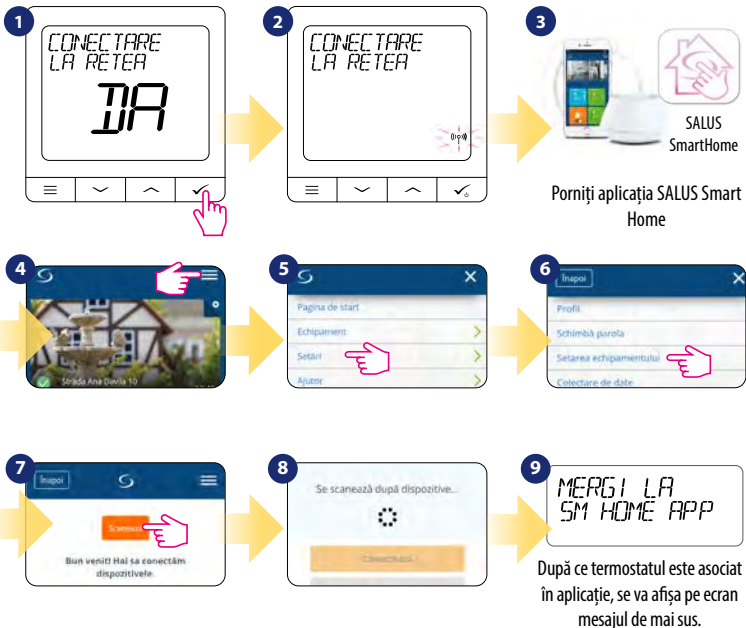 1
CONECTARE
LA RETEA
DA
2
CONECTARE
LA RETEA
3
SALUS
SmartHome
Porniți aplicația SALUS Smart
Home
4
Strada Ana Davila 10
5
Pagina de start
Echipament
Setări
Ajutor
6
Înapoi
Profil
Schimbă parola
Setarea echipamentului
Colectare de date
7
Înapoi
Bun venit! Hai sa conectăm
dispozitivele.
8
Se scanează după dispozitive...
9
MERGI LA
SM HOME APP
După ce termostatul este asociat
în aplicație, se va afișa pe ecran
mesajul de mai sus.